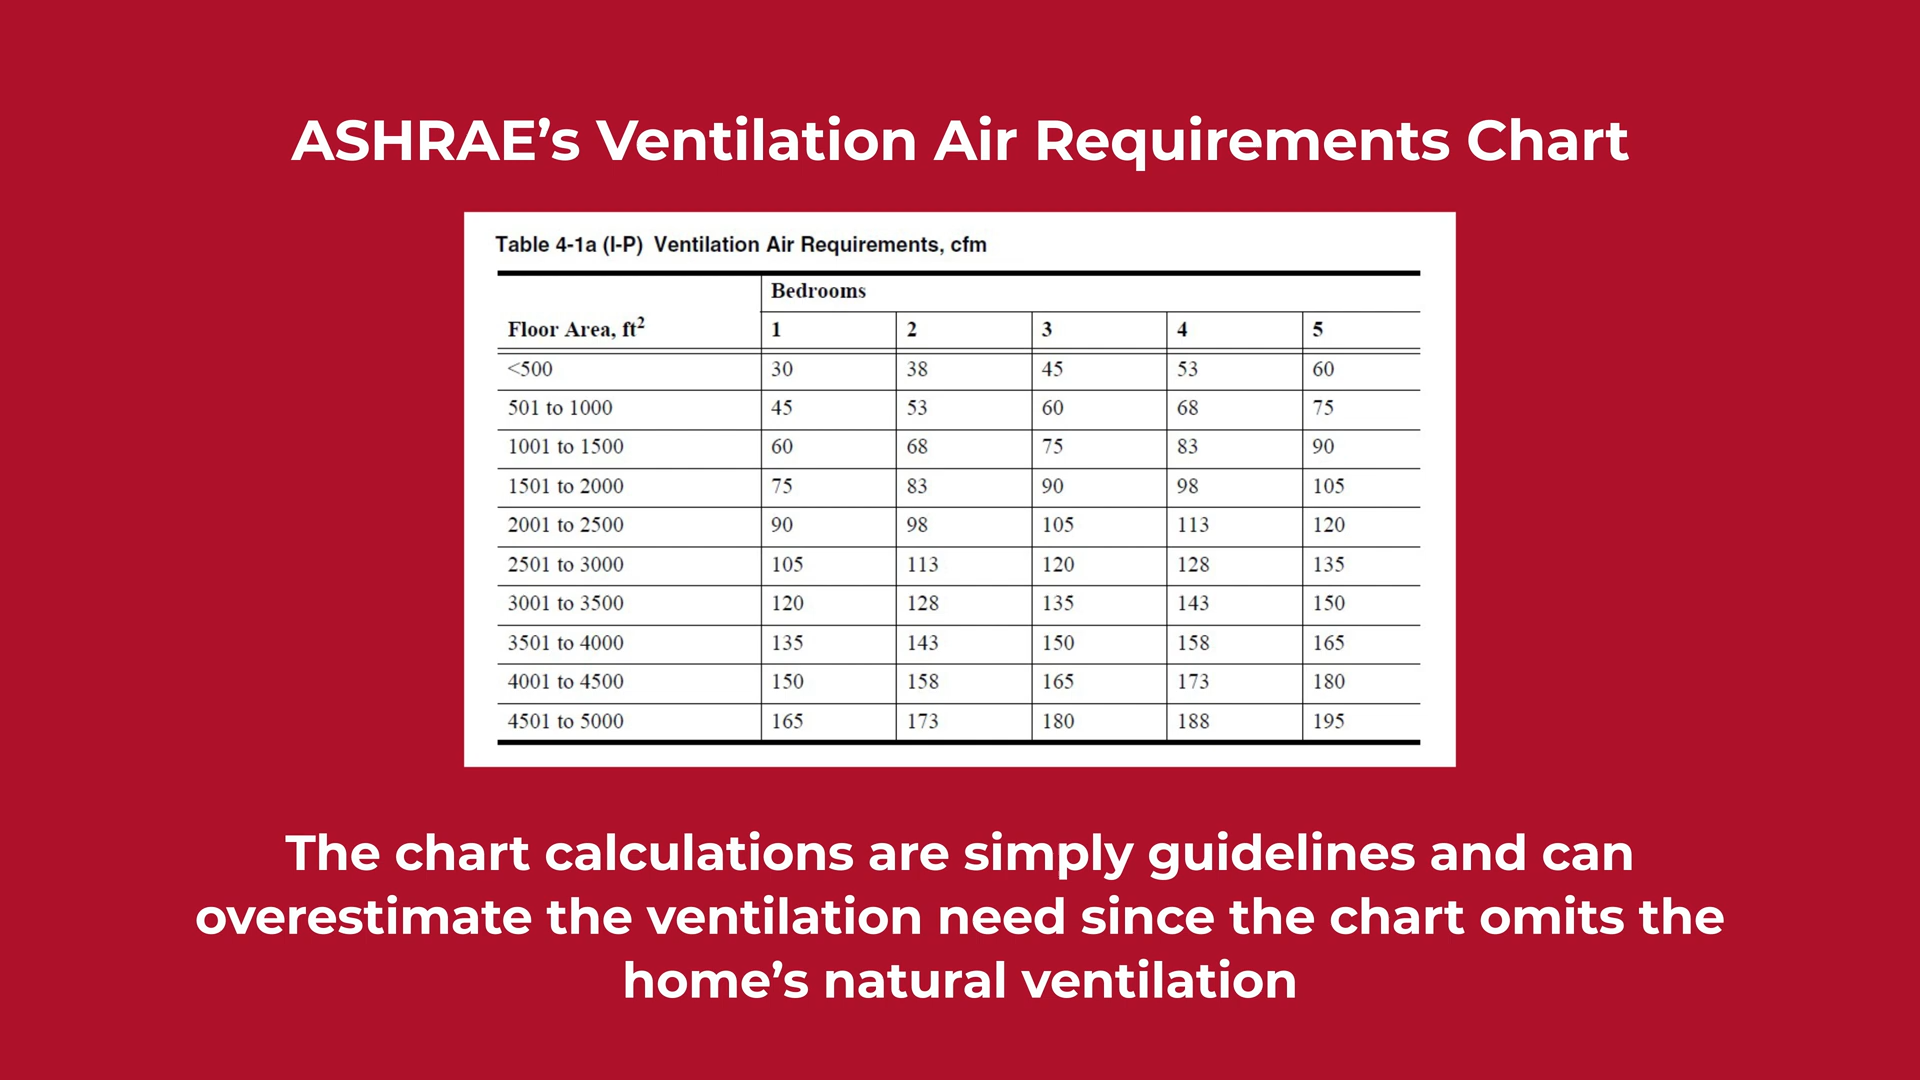 ASHRAE’s Ventilation Air Requirements Chart
Table 4-1a (I-P) Ventilation Air Requirements, cfm
Bedrooms
Floor Area, ft² 1 2 3 4 5
<500 30 38 45 53 60
501 to 1000 45 53 60 68 75
1001 to 1500 60 68 75 83 90
1501 to 2000 75 83 90 98 105
2001 to 2500 90 98 105 113 120
2501 to 3000 105 113 120 128 135
3001 to 3500 120 128 135 143 150
3501 to 4000 135 143 150 158 165
4001 to 4500 150 158 165 173 180
4501 to 5000 165 173 180 188 195
The chart calculations are simply guidelines and can
overestimate the ventilation need since the chart omits the
home’s natural ventilation